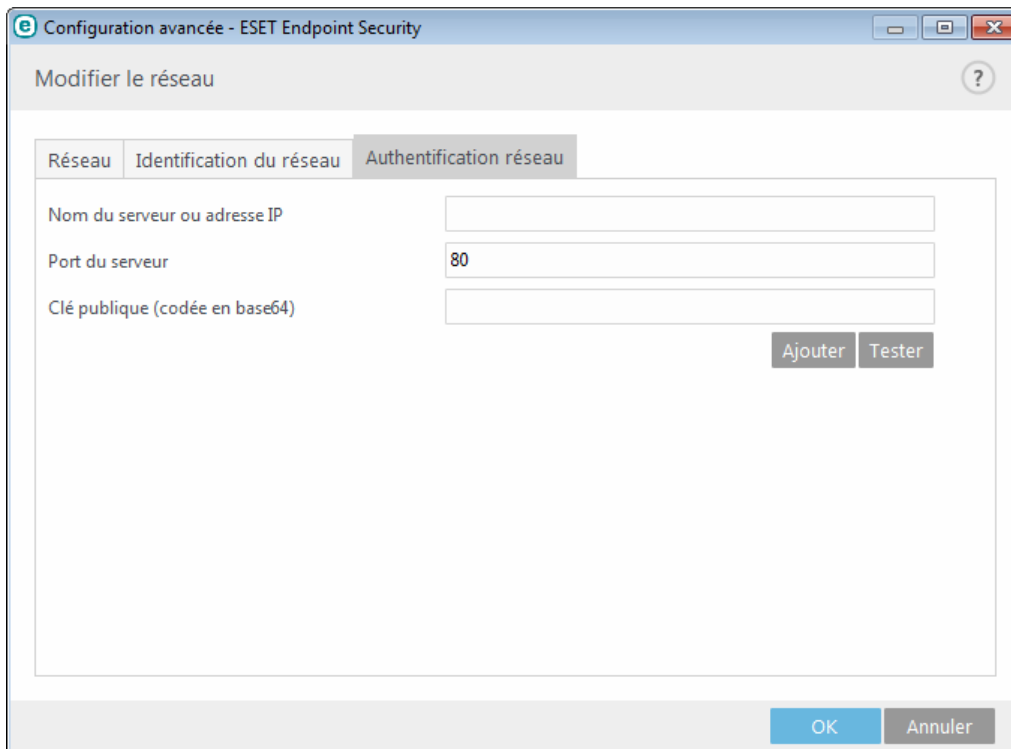 e Configuration avancée - ESET Endpoint Security
Modifier le réseau ?
Réseau Identification du réseau Authentification réseau
Nom du serveur ou adresse IP
Port du serveur 80
Clé publique (codée en base64)
Ajouter Tester
OK Annuler